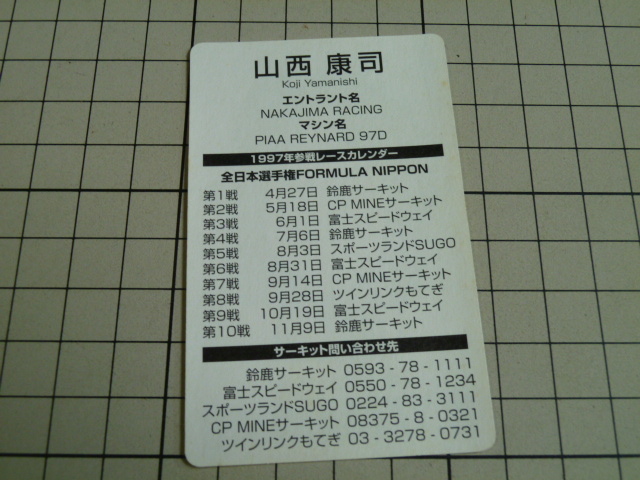 山西 康司
Koji Yamanishi
エントラント名
NAKAJIMA RACING
マシン名
PIAA REYNARD 97D
1997年参戦レースカレンダー
全日本選手権FORMULA NIPPON
第1戦 4月27日 鈴鹿サーキット
第2戦 5月18日 CP MINEサーキット
第3戦 6月1日 富士スピードウェイ
第4戦 7月6日 鈴鹿サーキット
第5戦 8月3日 スポーツランドSUGO
第6戦 8月31日 富士スピードウェイ
第7戦 9月14日 CP MINEサーキット
第8戦 9月28日 ツインリンクもてぎ
第9戦 10月19日 富士スピードウェイ
第10戦 11月9日 鈴鹿サーキット
サーキット問い合わせ先
鈴鹿サーキット 0593 - 78 - 1111
富士スピードウェイ 0550 - 78 - 1234
スポーツランドSUGO 0224 - 83 - 3111
CP MINEサーキット 08375 - 8 - 0321
ツインリンクもてぎ 03 - 3278 - 0731